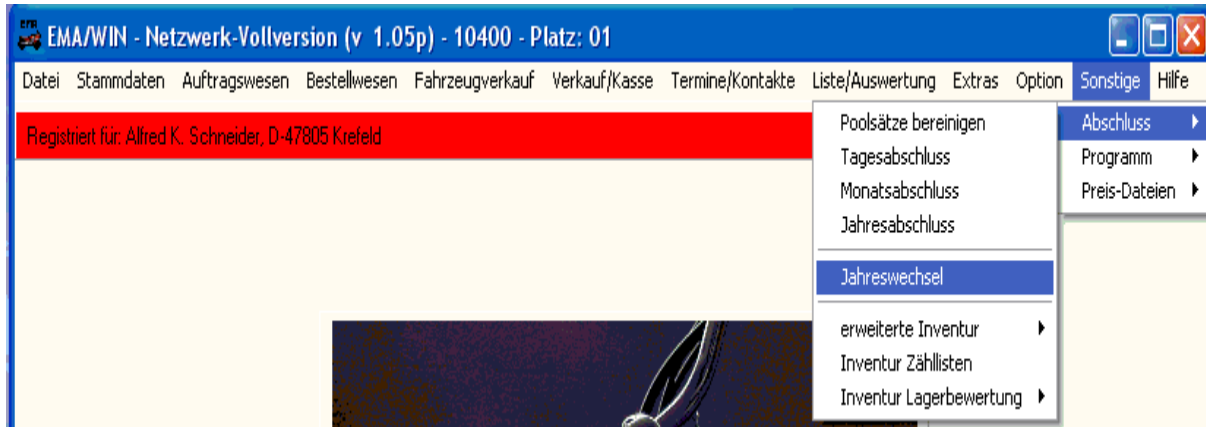 EMA/WIN - Netzwerk-Vollversion (v 1.05p) - 10400 - Platz: 01
Datei Stammdaten Auftragswesen Bestellwesen Fahrzeugverkauf Verkauf/Kasse Termine/Kontakte Liste/Auswertung Extras Option Sonstige Hilfe
Registriert für: Alfred K. Schneider, D-47805 Krefeld
Poolsätze bereinigen
Tagesabschluss
Monatsabschluss
Jahresabschluss
Jahreswechsel
erweiterte Inventur
Inventur Zähllisten
Inventur Lagerbewertung
Abschluss
Programm
Preis-Dateien